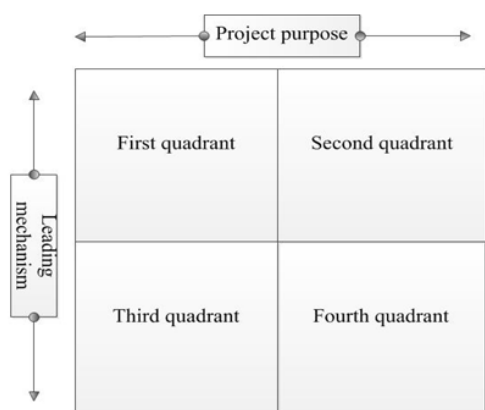 Project purpose
First quadrant
Second quadrant
Leading
mechanism
Third quadrant
Fourth quadrant